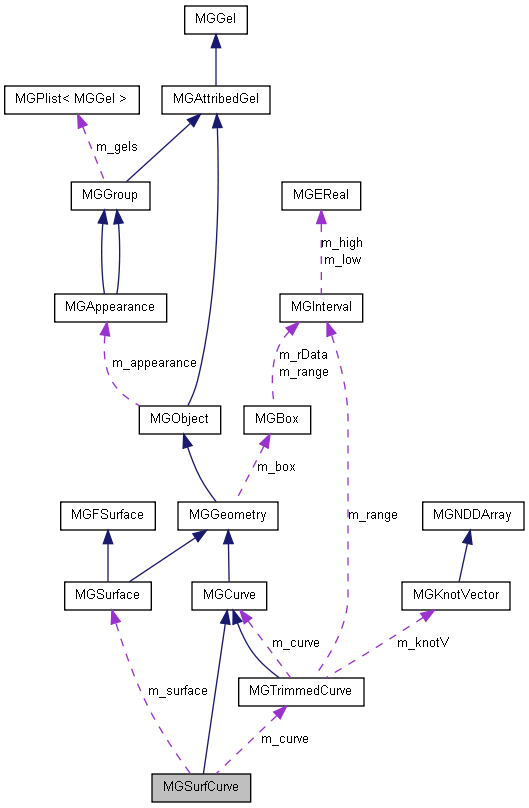 MGGel
MGPlist< MGGel >
MGAttribedGel
m_gels
MGGroup
MGEReal
m_high
m_low
MGAppearance
MGInterval
m_appearance
m_rData
m_range
MGObject
MGBox
m_box
MGFSurface
MGGeometry
m_range
MGNDDArray
MGSurface
MGCurve
MGKnotVector
m_curve
m_knotV
m_surface
MGTrimmedCurve
m_curve
MGSurfCurve